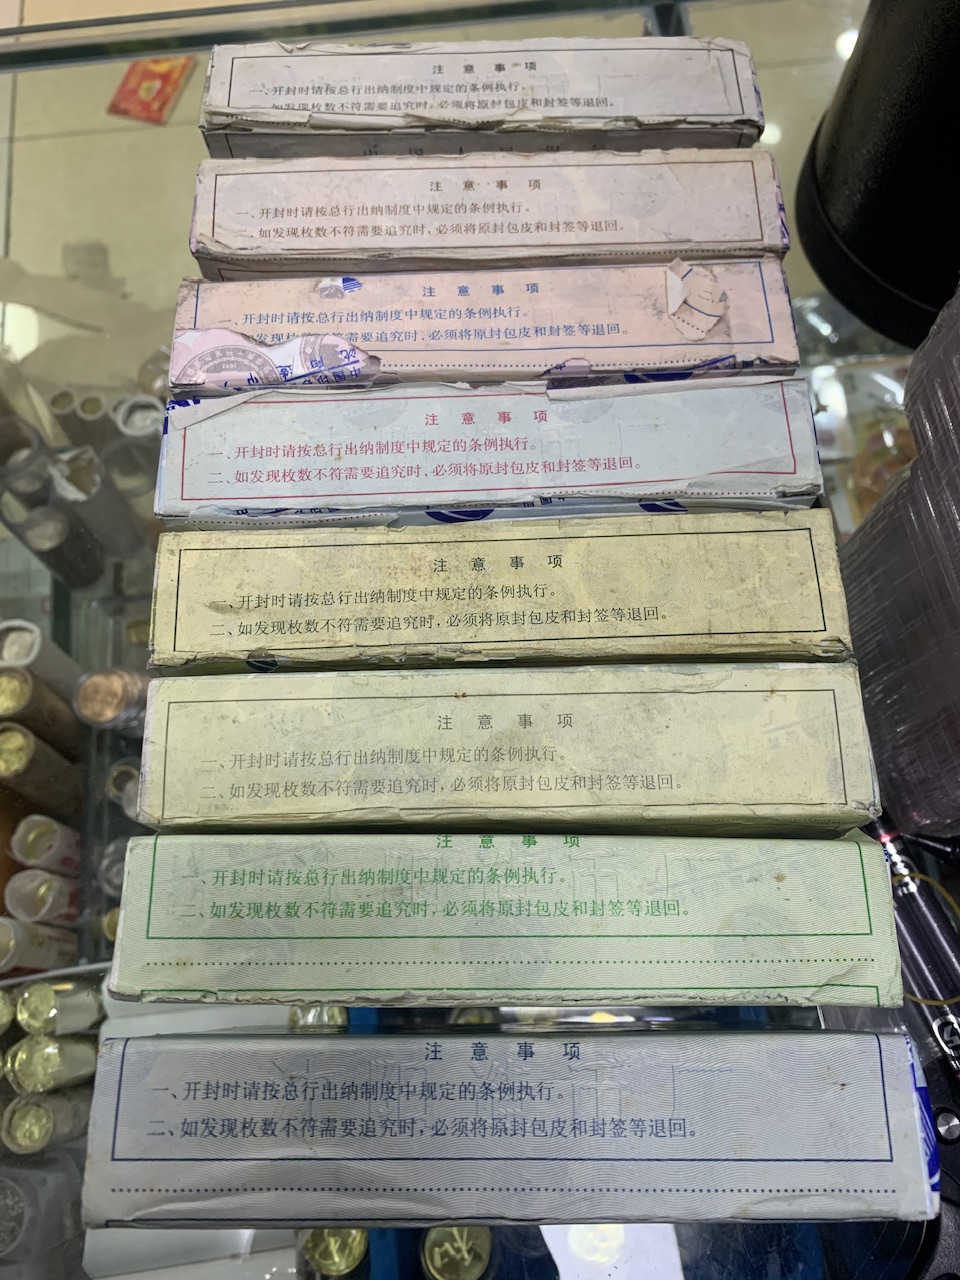 注意事项
一、开封时请按总行出纳制度中规定的条例执行。
二、如发现枚数不符需要追究时，必须将原封包皮和封签等退回。
中国人民银行
注意事项
一、开封时请按总行出纳制度中规定的条例执行。
二、如发现枚数不符需要追究时，必须将原封包皮和封签等退回。
注意事项
一、开封时请按总行出纳制度中规定的条例执行。
如发现枚数不符需要追究时，必须将原封包皮和封签等退回。
注意事项
一、开封时请按总行出纳制度中规定的条例执行。
二、如发现枚数不符需要追究时，必须将原封包皮和封签等退回。
注意事项
一、开封时请按总行出纳制度中规定的条例执行。
二、如发现枚数不符需要追究时，必须将原封包皮和封签等退回。
注意事项
一、开封时请按总行出纳制度中规定的条例执行。
二、如发现枚数不符需要追究时，必须将原封包皮和封签等退回。
注意事项
一、开封时请按总行出纳制度中规定的条例执行。
二、如发现枚数不符需要追究时，必须将原封包皮和封签等退回。
注意事项
一、开封时请按总行出纳制度中规定的条例执行。
二、如发现枚数不符需要追究时，必须将原封包皮和封签等退回。